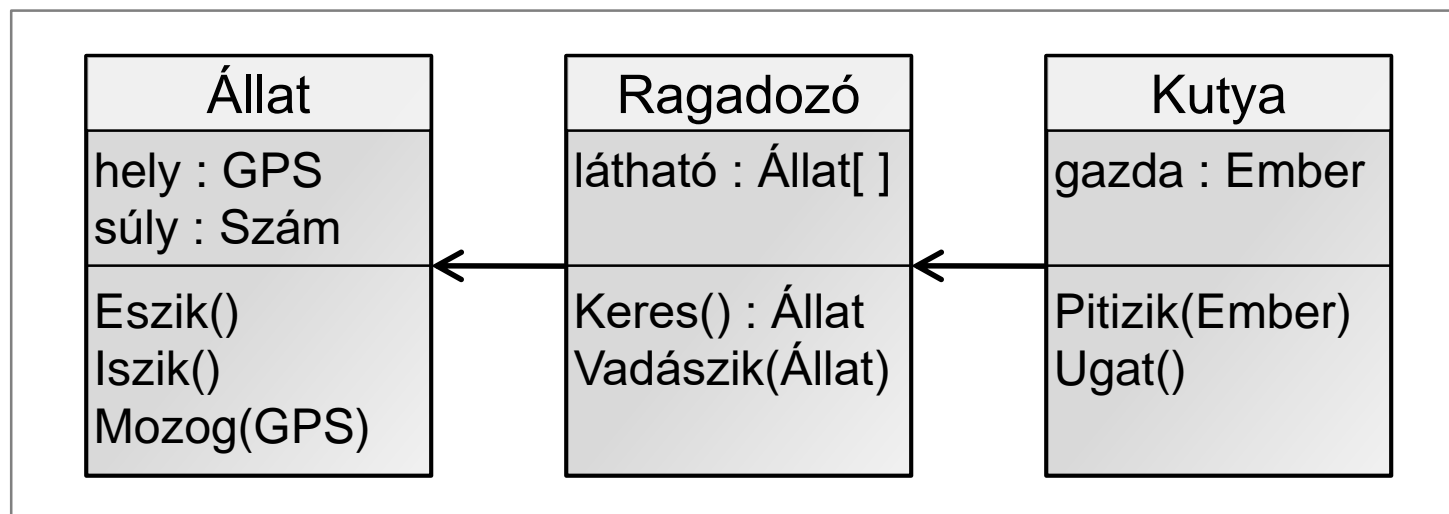 Állat
hely : GPS
súly : Szám
Eszik()
Iszik()
Mozog(GPS)
Ragadozó
látható : Állat[ ]
Keres() : Állat
Vadászik(Állat)
Kutya
gazda : Ember
Pitizik(Ember)
Ugat()